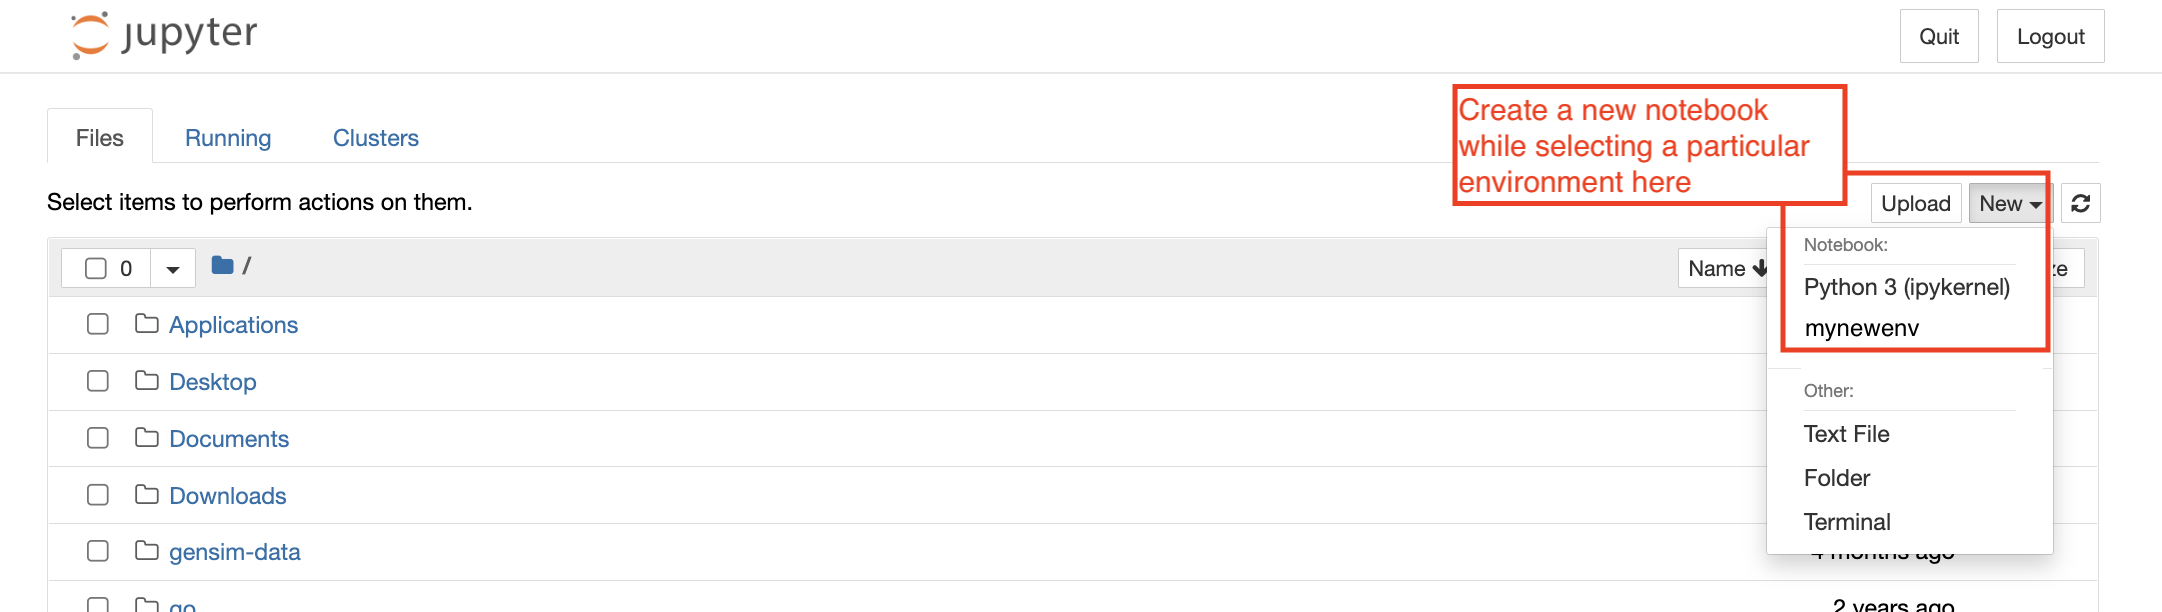 jupyter
Quit
Logout
Create a new notebook
while selecting a particular
environment here
Files
Running
Clusters
Select items to perform actions on them.
Upload
New
0
/
Name
Notebook:
Python 3 (ipykernel)
mynewenv
Other:
Text File
Folder
Terminal
Applications
Desktop
Documents
Downloads
gensim-data
4 months ago
go
2 years ago